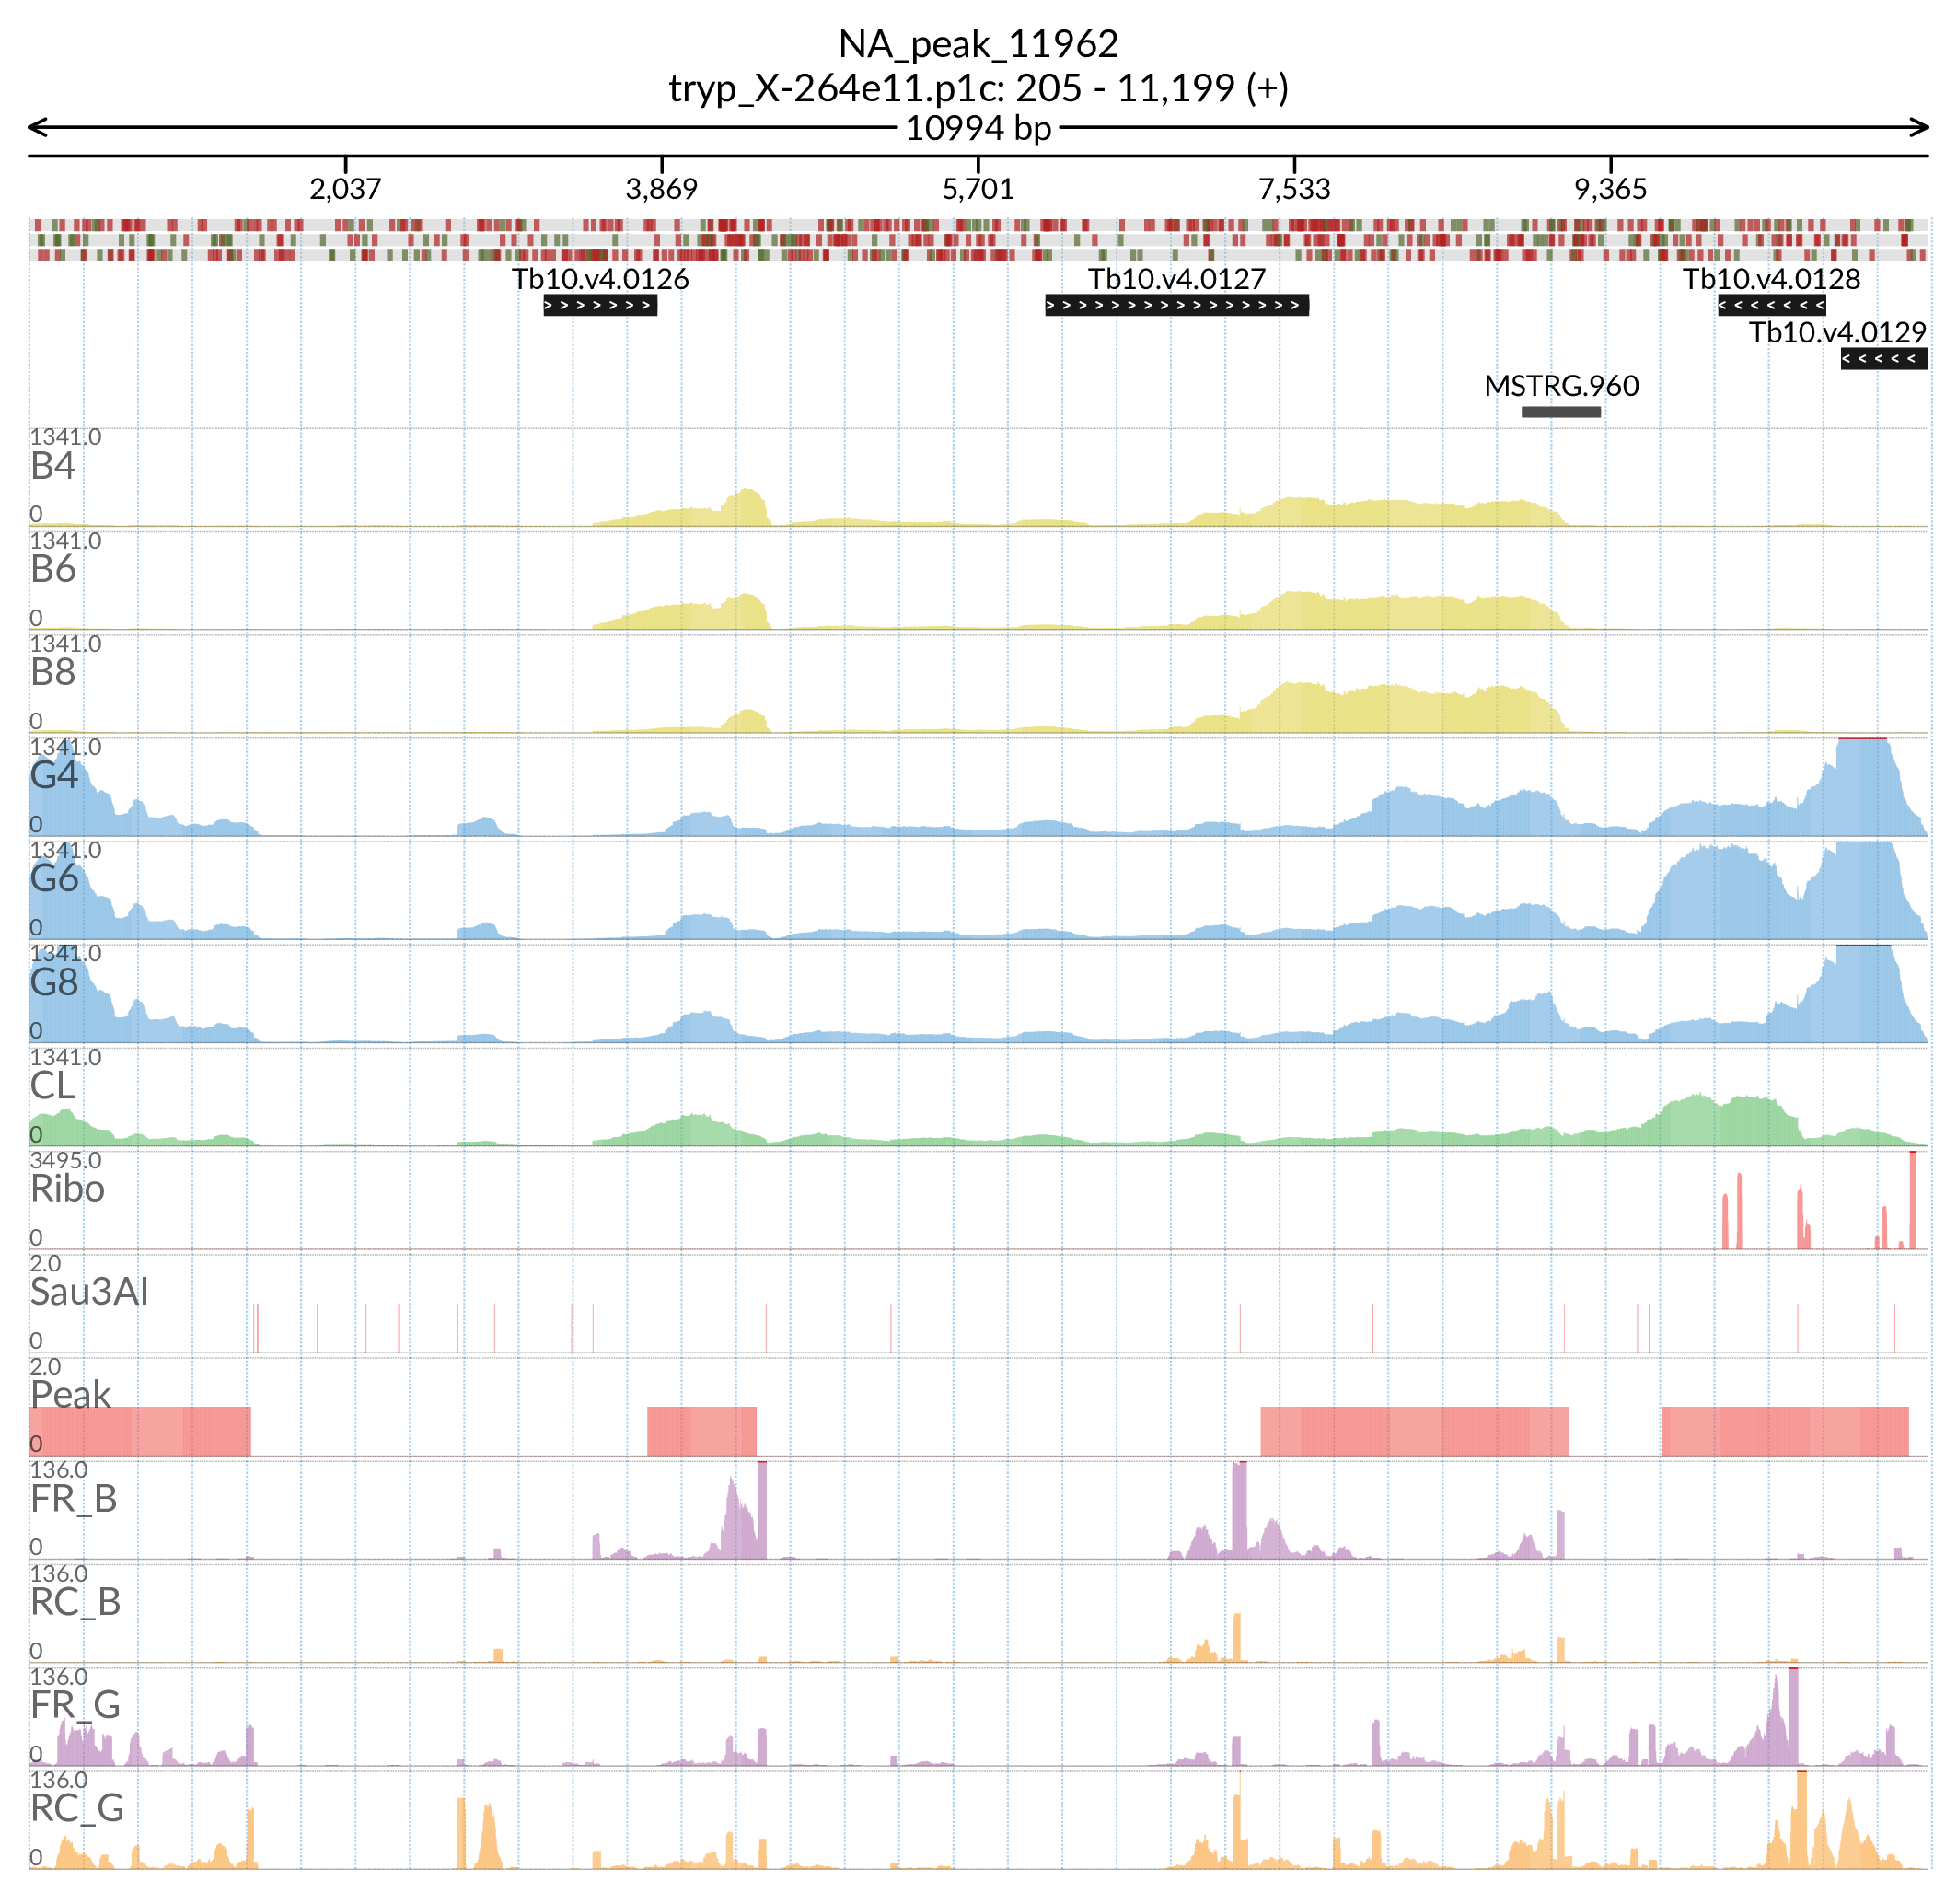 NA_peak_11962
tryp_X-264e11.p1c: 205 - 11,199 (+)
10994 bp
2,037 3,869 5,701 7,533 9,365
Tb10.v4.0126 Tb10.v4.0127 Tb10.v4.0128
Tb10.v4.0129
MSTRG.960
1341.0
B4
0
1341.0
B6
0
1341.0
B8
0
1341.0
G4
0
1341.0
G6
0
1341.0
G8
0
1341.0
CL
0
3495.0
Ribo
0
2.0
Sau3AI
0
2.0
Peak
0
136.0
FR_B
0
136.0
RC_B
0
136.0
FR_G
0
136.0
RC_G
0